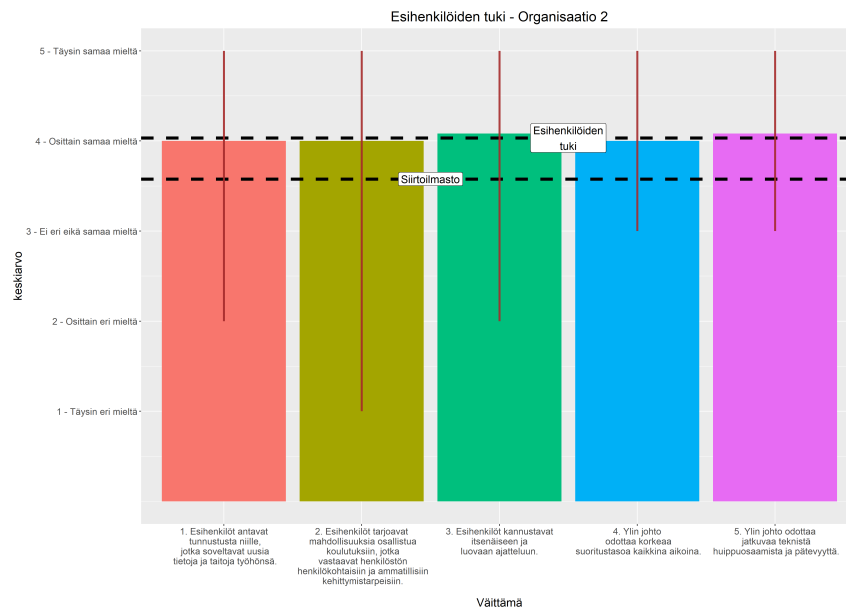 Esihenkilöiden tuki - Organisaatio 2
5 - Täysin samaa mieltä
4 - Osittain samaa mieltä
3 - Ei eri eikä samaa mieltä
2 - Osittain eri mieltä
1 - Täysin eri mieltä
keskiarvo
Esihenkilöiden
tuki
Siirtoilmasto
1. Esihenkilöt antavat
tunnustusta niille,
jotka soveltavat uusia
tietoja ja taitoja työhönsä.
2. Esihenkilöt tarjoavat
mahdollisuuksia osallistua
koulutuksiin, jotka
vastaavat henkilöstön
henkilökohtaisiin ja ammatillisiin
kehittymistarpeisiin.
3. Esihenkilöt kannustavat
itsenäiseen ja
luovaan ajatteluun.
4. Ylin johto
odottaa korkeaa
suoritustasoa kaikkina aikoina.
5. Ylin johto odottaa
jatkuvaa teknistä
huippuosaamista ja pätevyyttä.
Väittämä